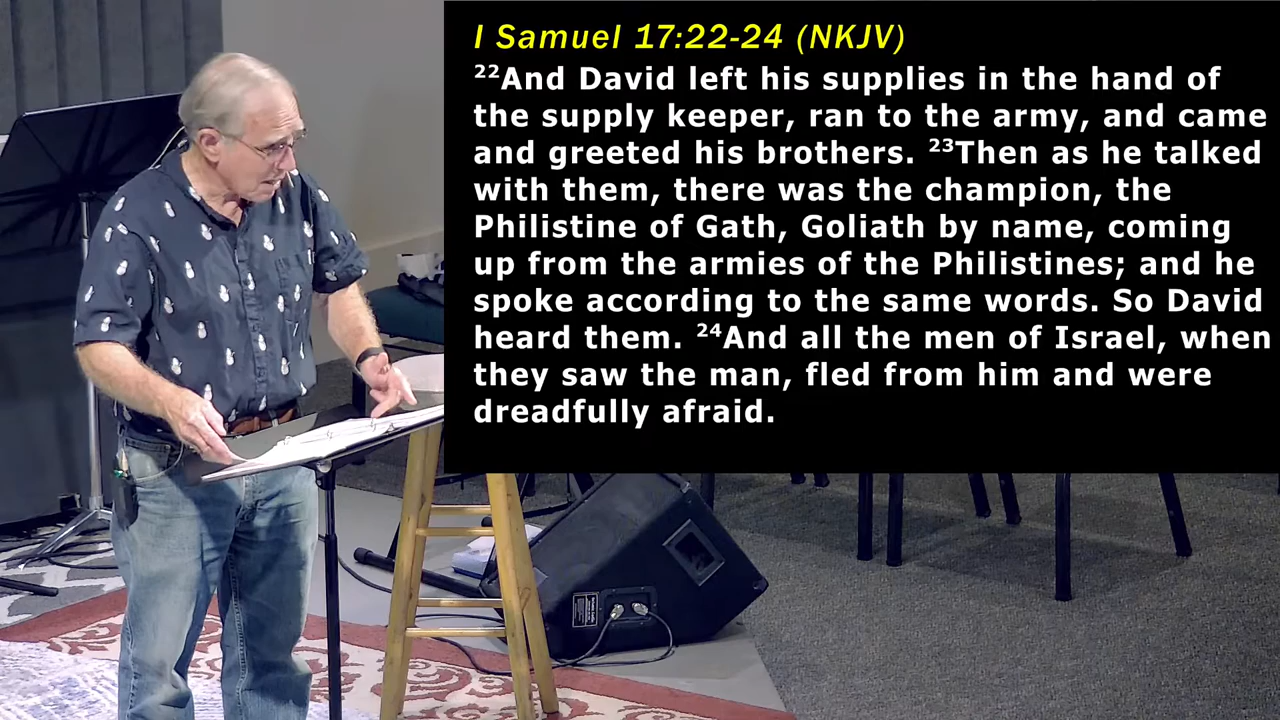 I Samuel 17:22-24 (NKJV)
²²And David left his supplies in the hand of
the supply keeper, ran to the army, and came
and greeted his brothers. ²³Then as he talked
with them, there was the champion, the
Philistine of Gath, Goliath by name, coming
up from the armies of the Philistines; and he
spoke according to the same words. So David
heard them. ²⁴And all the men of Israel, when
they saw the man, fled from him and were
dreadfully afraid.